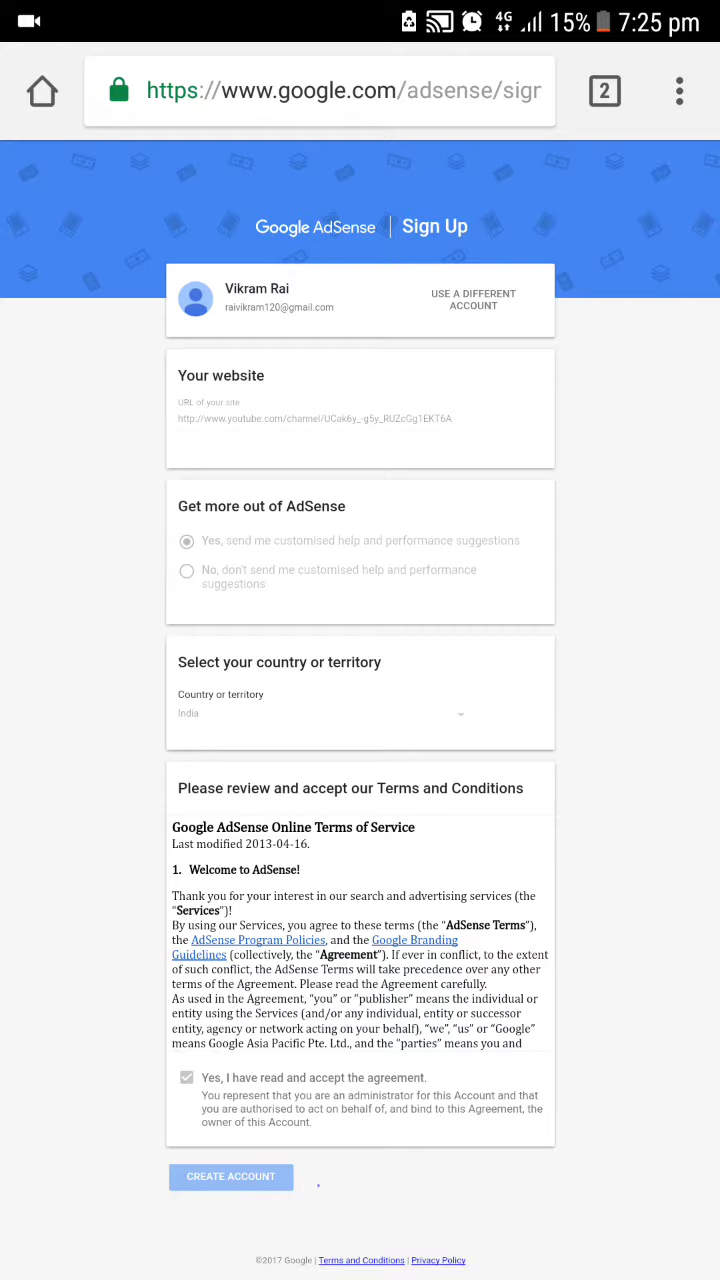 4G 15% 7:25 pm
https://www.google.com/adsense/sigr
2
Google AdSense | Sign Up
Vikram Rai
raivikram120@gmail.com
USE A DIFFERENT
ACCOUNT
Your website
URL of your site
http://www.youtube.com/channel/UCak6y_-g5y_RUZcGg1EKT6A
Get more out of AdSense
Yes, send me customised help and performance suggestions
No, don't send me customised help and performance
suggestions
Select your country or territory
Country or territory
India
Please review and accept our Terms and Conditions
Google AdSense Online Terms of Service
Last modified 2013-04-16.
1. Welcome to AdSense!
Thank you for your interest in our search and advertising services (the
“Services”)!
By using our Services, you agree to these terms (the “AdSense Terms”),
the AdSense Program Policies, and the Google Branding
Guidelines (collectively, the “Agreement”). If ever in conflict, to the extent
of such conflict, the AdSense Terms will take precedence over any other
terms of the Agreement. Please read the Agreement carefully.
As used in the Agreement, “you” or “publisher” means the individual or
entity using the Services (and/or any individual, entity or successor
entity, agency or network acting on your behalf), “we”, “us” or “Google”
means Google Asia Pacific Pte. Ltd., and the “parties” means you and
Yes, I have read and accept the agreement.
You represent that you are an administrator for this Account and that
you are authorised to act on behalf of, and bind to this Agreement, the
owner of this Account.
CREATE ACCOUNT
©2017 Google | Terms and Conditions | Privacy Policy